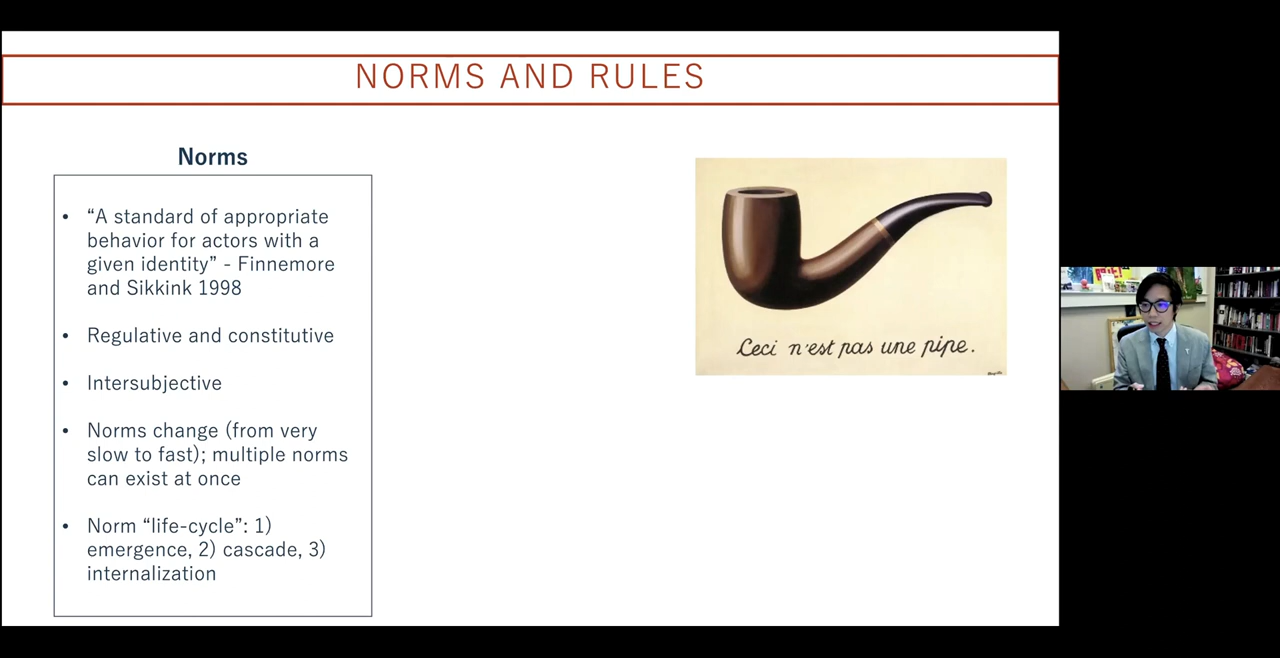 NORMS AND RULES
Norms
• “A standard of appropriate
behavior for actors with a
given identity” - Finnemore
and Sikkink 1998
• Regulative and constitutive
• Intersubjective
• Norms change (from very
slow to fast); multiple norms
can exist at once
• Norm “life-cycle”: 1)
emergence, 2) cascade, 3)
internalization
Ceci n'est pas une pipe.